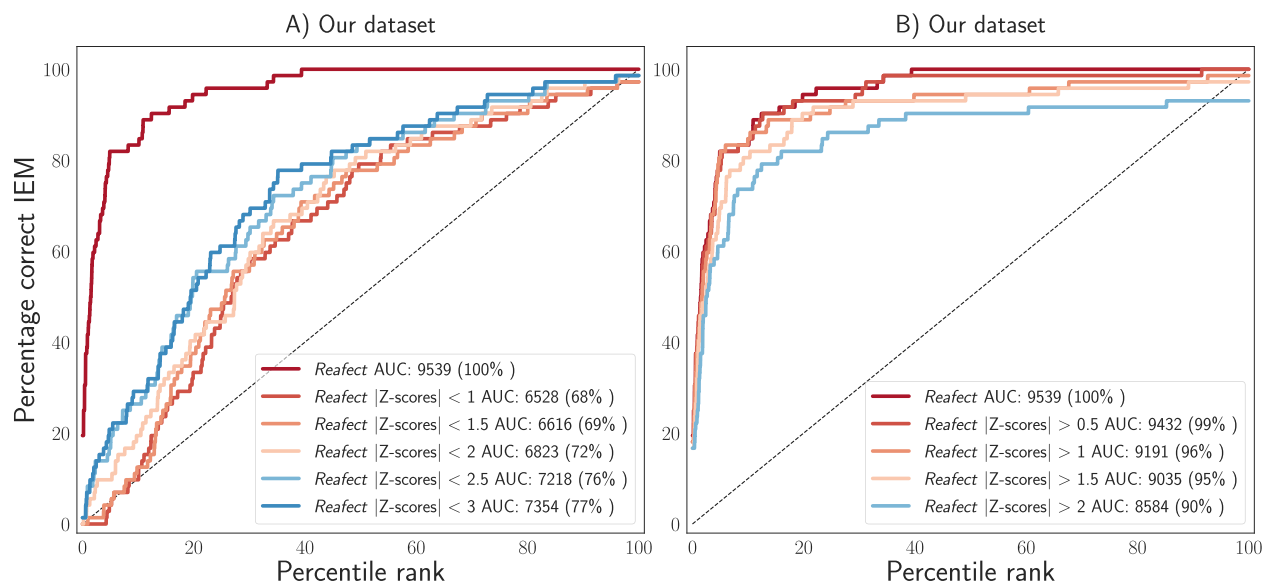 A) Our dataset
Percentage correct IEM
100
80
60
40
20
0
0 20 40 60 80 100
Percentile rank
Reafect AUC: 9539 (100% )
Reafect |Z-scores| < 1 AUC: 6528 (68% )
Reafect |Z-scores| < 1.5 AUC: 6616 (69% )
Reafect |Z-scores| < 2 AUC: 6823 (72% )
Reafect |Z-scores| < 2.5 AUC: 7218 (76% )
Reafect |Z-scores| < 3 AUC: 7354 (77% )
B) Our dataset
100
80
60
40
20
0
0 20 40 60 80 100
Percentile rank
Reafect AUC: 9539 (100% )
Reafect |Z-scores| > 0.5 AUC: 9432 (99% )
Reafect |Z-scores| > 1 AUC: 9191 (96% )
Reafect |Z-scores| > 1.5 AUC: 9035 (95% )
Reafect |Z-scores| > 2 AUC: 8584 (90% )